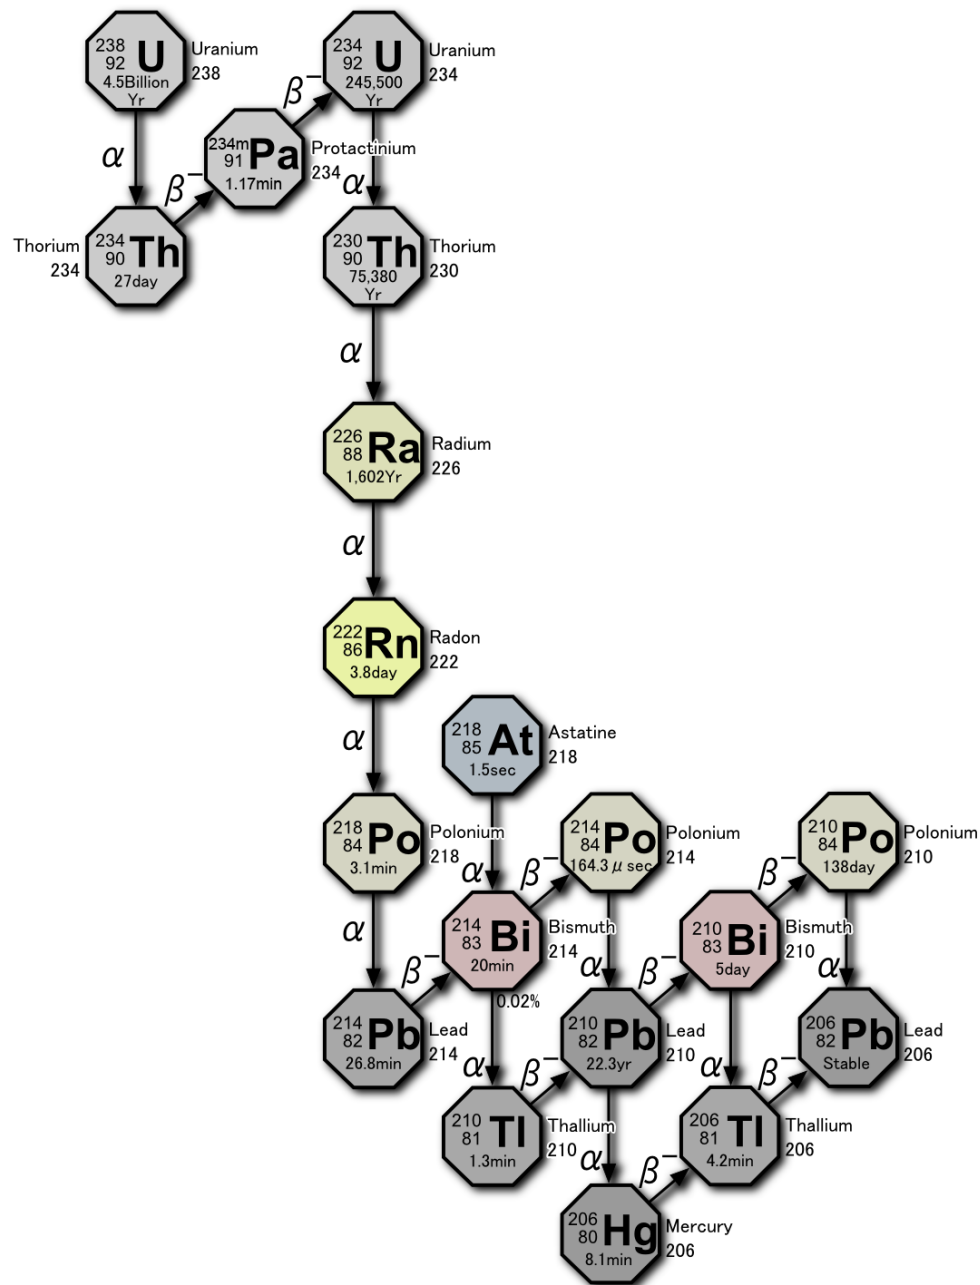 238
92
U
4.5Billion
Yr
Uranium
238
234
92
U
245,500
Yr
Uranium
234
β−
α
234m
91
Pa
1.17min
Protactinium
234
β−
α
Thorium
234
234
90
Th
27day
230
90
Th
75,380
Yr
Thorium
230
α
226
88
Ra
1,602Yr
Radium
226
α
222
86
Rn
3.8day
Radon
222
α
218
85
At
1.5sec
Astatine
218
218
84
Po
3.1min
Polonium
218
α
β−
214
84
Po
164.3 μ sec
Polonium
214
β−
210
84
Po
138day
Polonium
210
α
214
83
Bi
20min
Bismuth
214
0.02%
β−
α
β−
210
83
Bi
5day
Bismuth
210
α
214
82
Pb
26.8min
Lead
214
α
β−
210
82
Pb
22.3yr
Lead
210
α
β−
206
82
Pb
Stable
Lead
206
210
81
Tl
1.3min
Thallium
210
α
β−
206
81
Tl
4.2min
Thallium
206
206
80
Hg
8.1min
Mercury
206